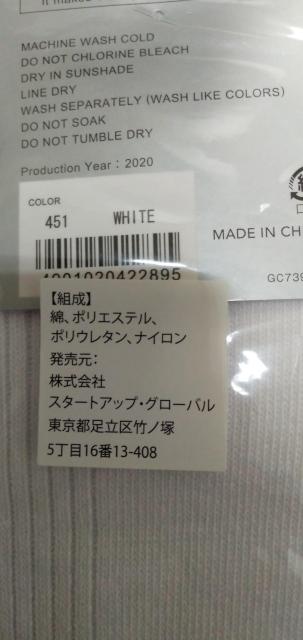 MACHINE WASH COLD
DO NOT CHLORINE BLEACH
DRY IN SUNSHADE
LINE DRY
WASH SEPARATELY (WASH LIKE COLORS)
DO NOT SOAK
DO NOT TUMBLE DRY
Production Year : 2020
COLOR
451 WHITE
MADE IN
GC739
【組成】
綿、ポリエステル、
ポリウレタン、ナイロン
発売元:
株式会社
スタートアップ・グローバル
東京都足立区竹ノ塚
5丁目16番13-408